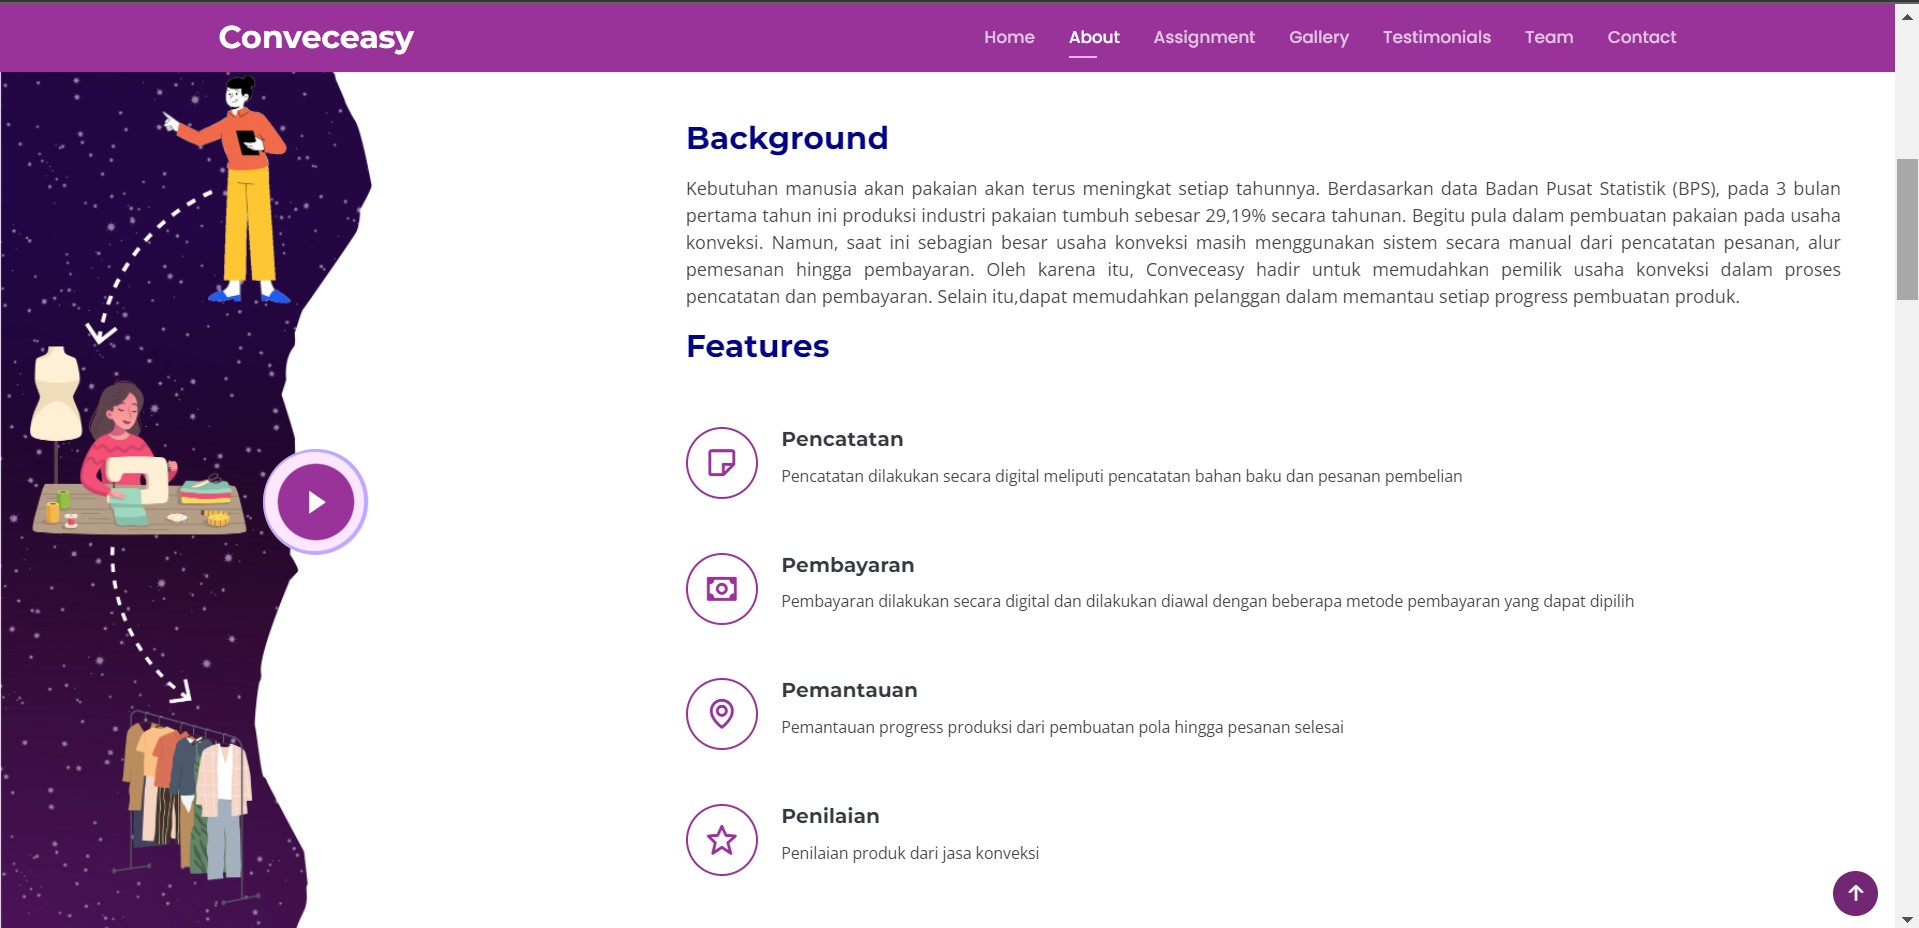 Conveceasy
Home About Assignment Gallery Testimonials Team Contact
Background
Kebutuhan manusia akan pakaian akan terus meningkat setiap tahunnya. Berdasarkan data Badan Pusat Statistik (BPS), pada 3 bulan
pertama tahun ini produksi industri pakaian tumbuh sebesar 29,19% secara tahunan. Begitu pula dalam pembuatan pakaian pada usaha
konveksi. Namun, saat ini sebagian besar usaha konveksi masih menggunakan sistem secara manual dari pencatatan pesanan, alur
pemesanan hingga pembayaran. Oleh karena itu, Conveceasy hadir untuk memudahkan pemilik usaha konveksi dalam proses
pencatatan dan pembayaran. Selain itu,dapat memudahkan pelanggan dalam memantau setiap progress pembuatan produk.
Features
Pencatatan
Pencatatan dilakukan secara digital meliputi pencatatan bahan baku dan pesanan pembelian
Pembayaran
Pembayaran dilakukan secara digital dan dilakukan diawal dengan beberapa metode pembayaran yang dapat dipilih
Pemantauan
Pemantauan progress produksi dari pembuatan pola hingga pesanan selesai
Penilaian
Penilaian produk dari jasa konveksi